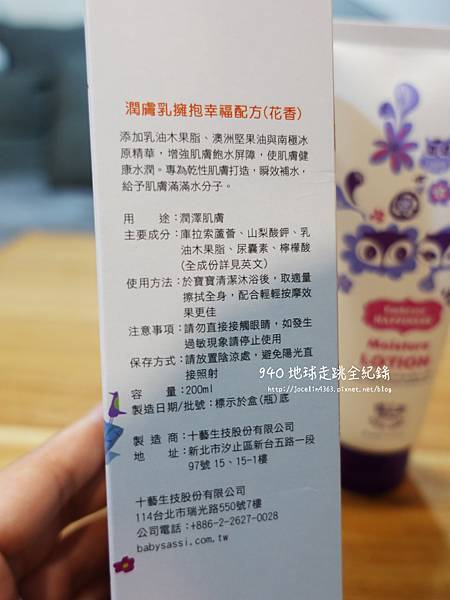 潤膚乳擁抱幸福配方(花香)
添加乳油木果脂、澳洲堅果油與南極冰
原精華，增強肌膚飽水屏障，使肌膚健
康水潤。專為乾性肌膚打造，瞬效補水，
給予肌膚滿滿水分子。
用　　途：潤澤肌膚
主要成分：庫拉索蘆薈、山梨酸鉀、乳
油木果脂、尿囊素、檸檬酸
(全成份詳見英文)
使用方法：於寶寶清潔沐浴後，取適量
擦拭全身，配合輕輕按摩效
果更佳
注意事項：請勿直接接觸眼睛，如發生
過敏現象請停止使用
保存方式：請放置陰涼處，避免陽光直
接照射
容　　量：200ml
製造日期/批號：標示於盒(瓶)底
製 造 商：十藝生技股份有限公司
地　　址：新北市汐止區新台五路一段
97號 15、15-1樓
十藝生技股份有限公司
114台北市瑞光路550號7樓
公司電話：+886-2-2627-0028
babysassi.com.tw
Embrace
HAPPINESS
Moisture
LOTION
940 地球走跳全紀錄
http://jocelin4363.pixnet.net/blog